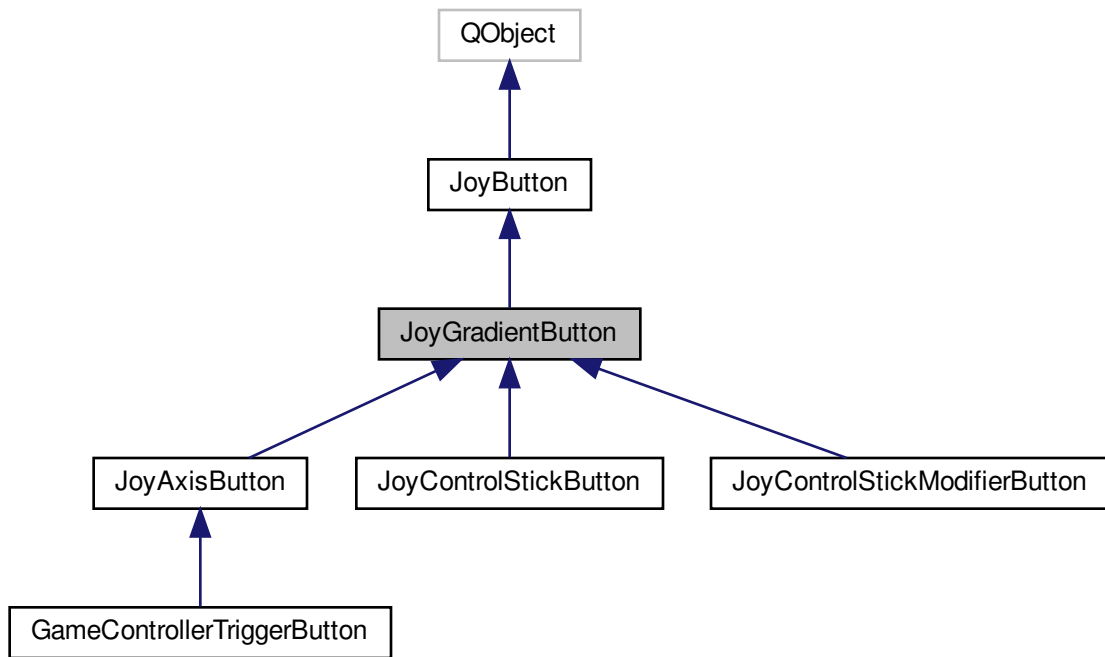 QObject
JoyButton
JoyGradientButton
JoyAxisButton
JoyControlStickButton
JoyControlStickModifierButton
GameControllerTriggerButton